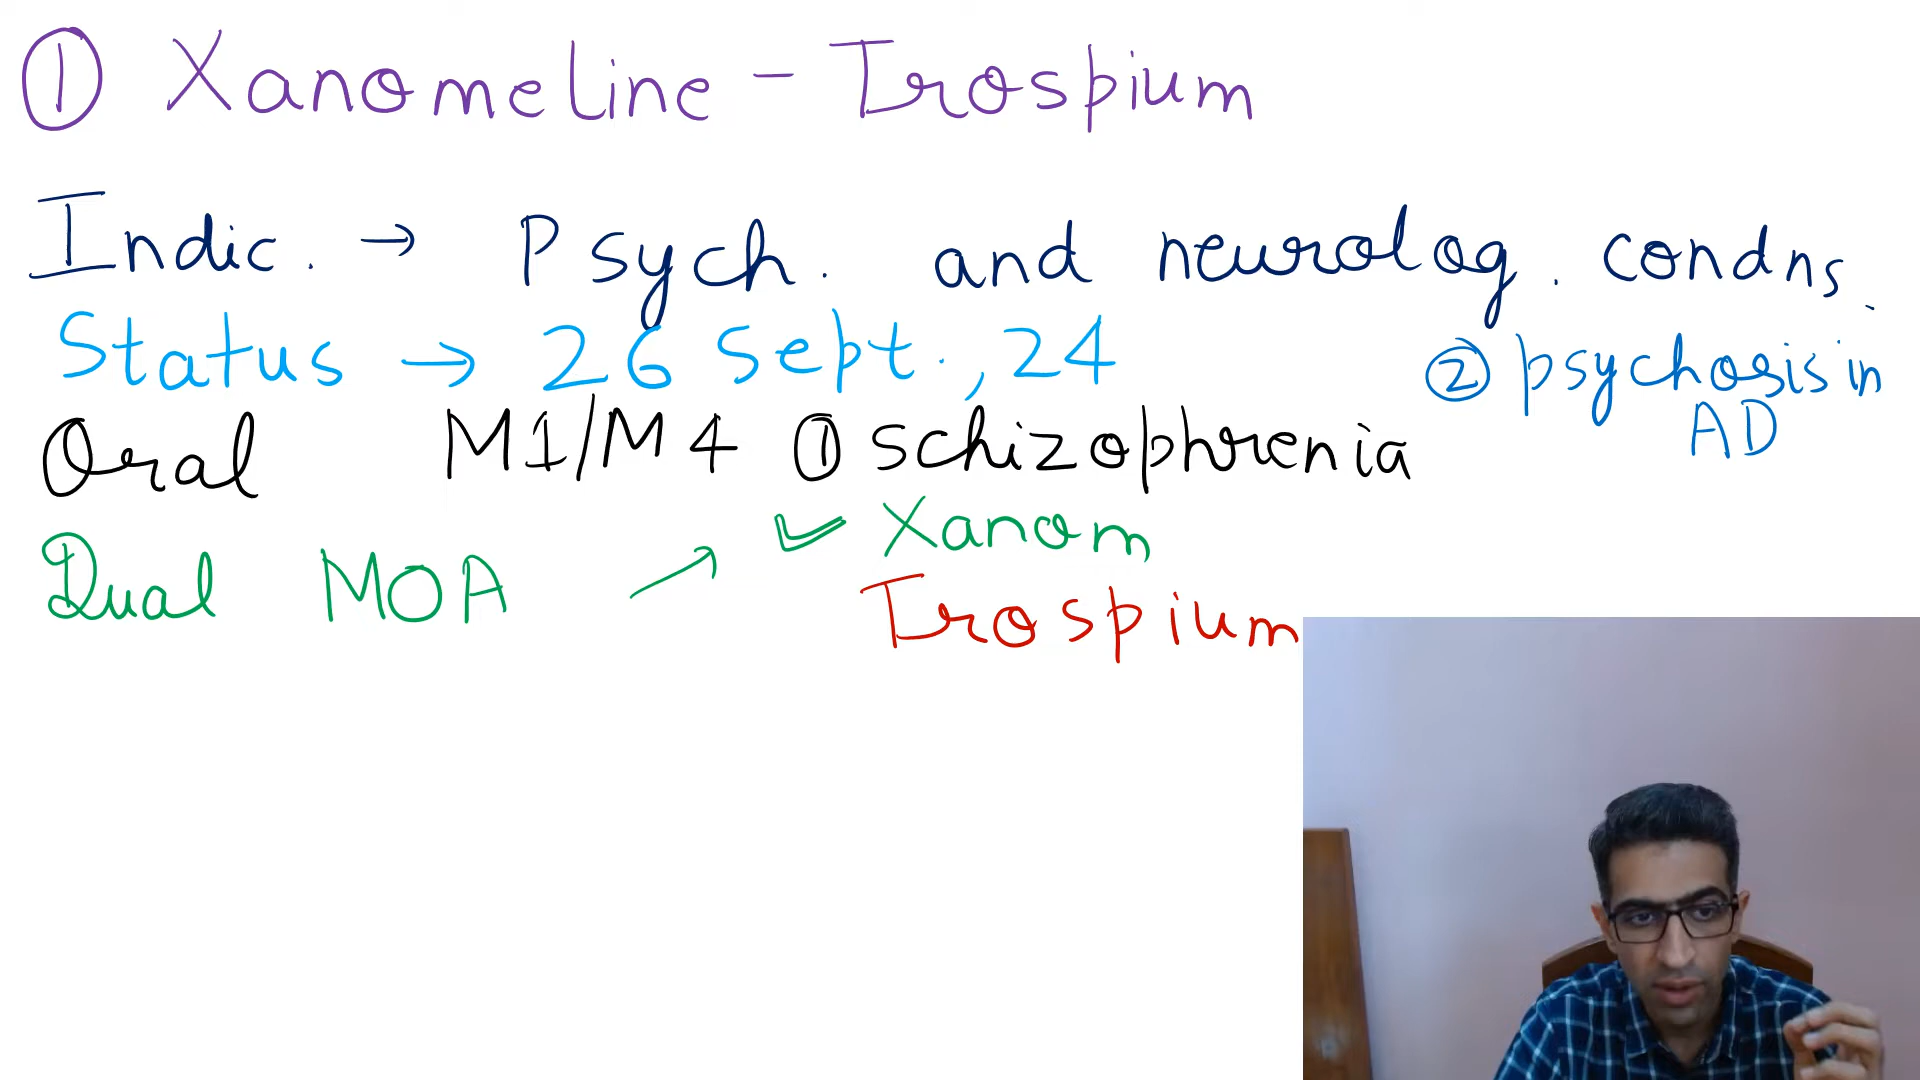 ① Xanomeline - Trospium
Indic. → Psych. and neurolog. condns.
Status → 26 Sept., 24
② psychosis in AD
Oral M1/M4 ① schizophrenia
Dual MOA → ✓ Xanom
Trospium